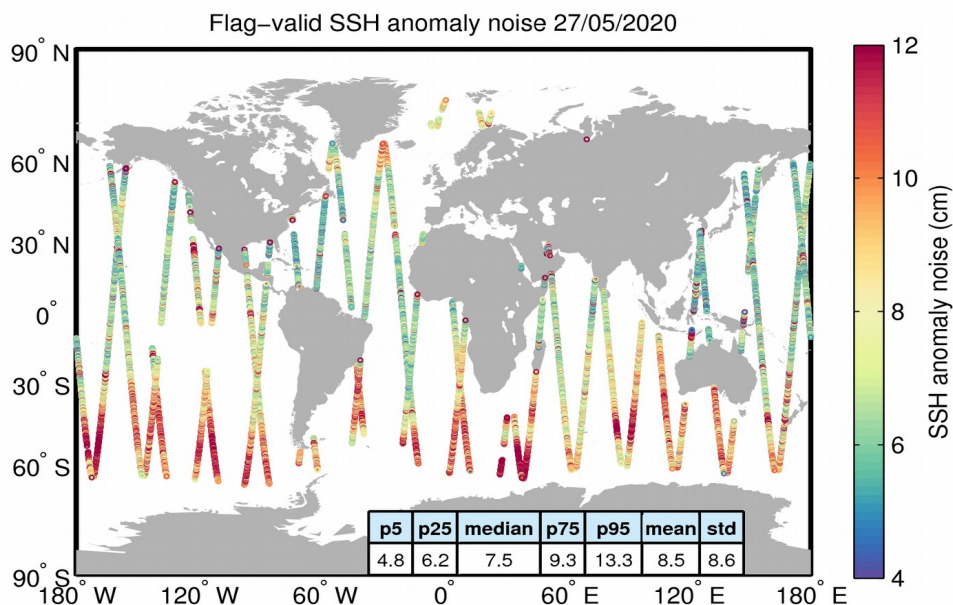 Flag−valid SSH anomaly noise 27/05/2020
90° N
60° N
30° N
0°
30° S
60° S
90° S
180° W
120° W
60° W
0°
60° E
120° E
180° E
p5 p25 median p75 p95 mean std
4.8 6.2 7.5 9.3 13.3 8.5 8.6
12
10
8
6
4
SSH anomaly noise (cm)